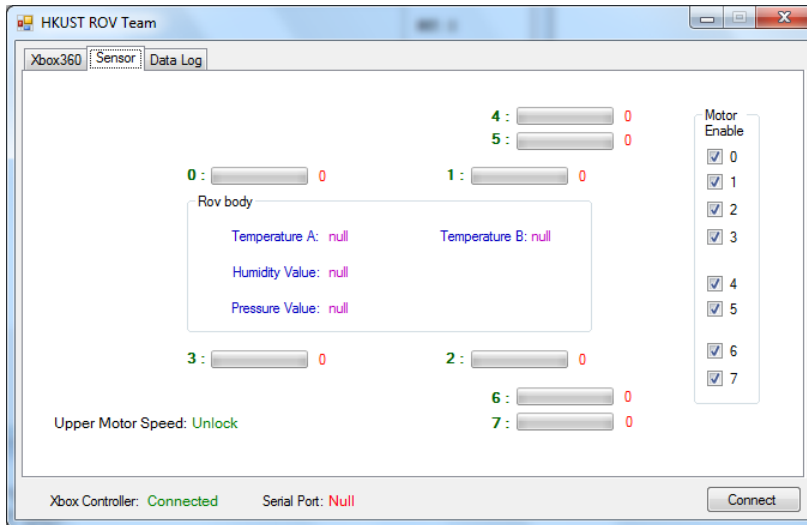 HKUST ROV Team
Xbox360 Sensor Data Log
4 : 0
5 : 0
Motor Enable
0
1
2
3
4
5
6
7
0 : 0 1 : 0
Rov body
Temperature A: null Temperature B: null
Humidity Value: null
Pressure Value: null
3 : 0 2 : 0
6 : 0
Upper Motor Speed: Unlock 7 : 0
Xbox Controller: Connected Serial Port: Null Connect